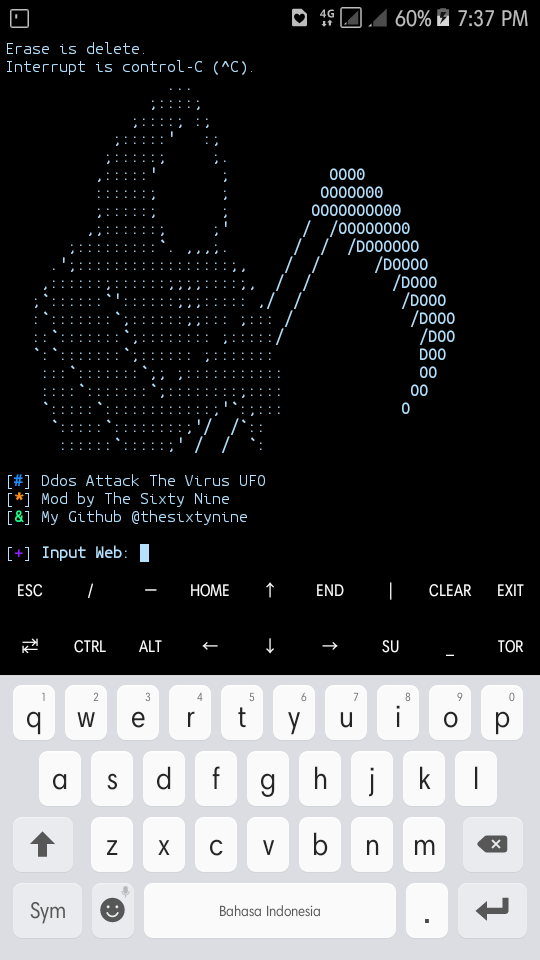 4G 60% 7:37 PM
Erase is delete.
Interrupt is control-C (^C).
[#] Ddos Attack The Virus UFO
[*] Mod by The Sixty Nine
[&] My Github @thesixtynine
[+] Input Web:
ESC / — HOME ↑ END | CLEAR EXIT
⇄ CTRL ALT ← ↓ → SU _ TOR
1 2 3 4 5 6 7 8 9 0
q w e r t y u i o p
a s d f g h j k l
z x c v b n m
Sym Bahasa Indonesia .